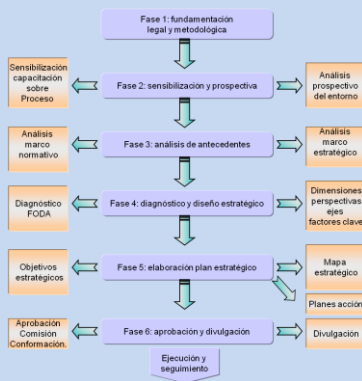 Fase 1: fundamentación
legal y metodológica
Sensibilización
capacitación
sobre
Proceso
Fase 2: sensibilización y prospectiva
Análisis
prospectivo
del entorno
Análisis
marco
normativo
Fase 3: análisis de antecedentes
Análisis
marco
estratégico
Diagnóstico
FODA
Fase 4: diagnóstico y diseño estratégico
Dimensiones
perspectivas
ejes
factores clave
Objetivos
estratégicos
Fase 5: elaboración plan estratégico
Mapa
estratégico
Planes acción
Aprobación
Comisión
Conformación.
Fase 6: aprobación y divulgación
Divulgación
Ejecución y
seguimiento